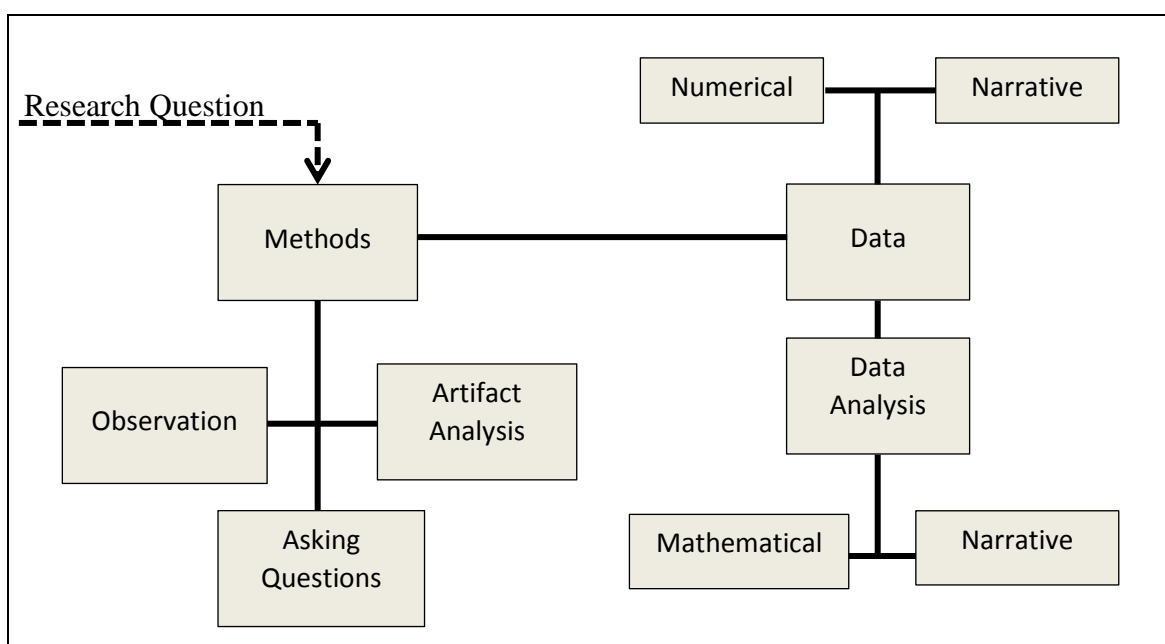 Research Question
Numerical
Narrative
Methods
Data
Observation
Artifact
Analysis
Asking
Questions
Data
Analysis
Mathematical
Narrative